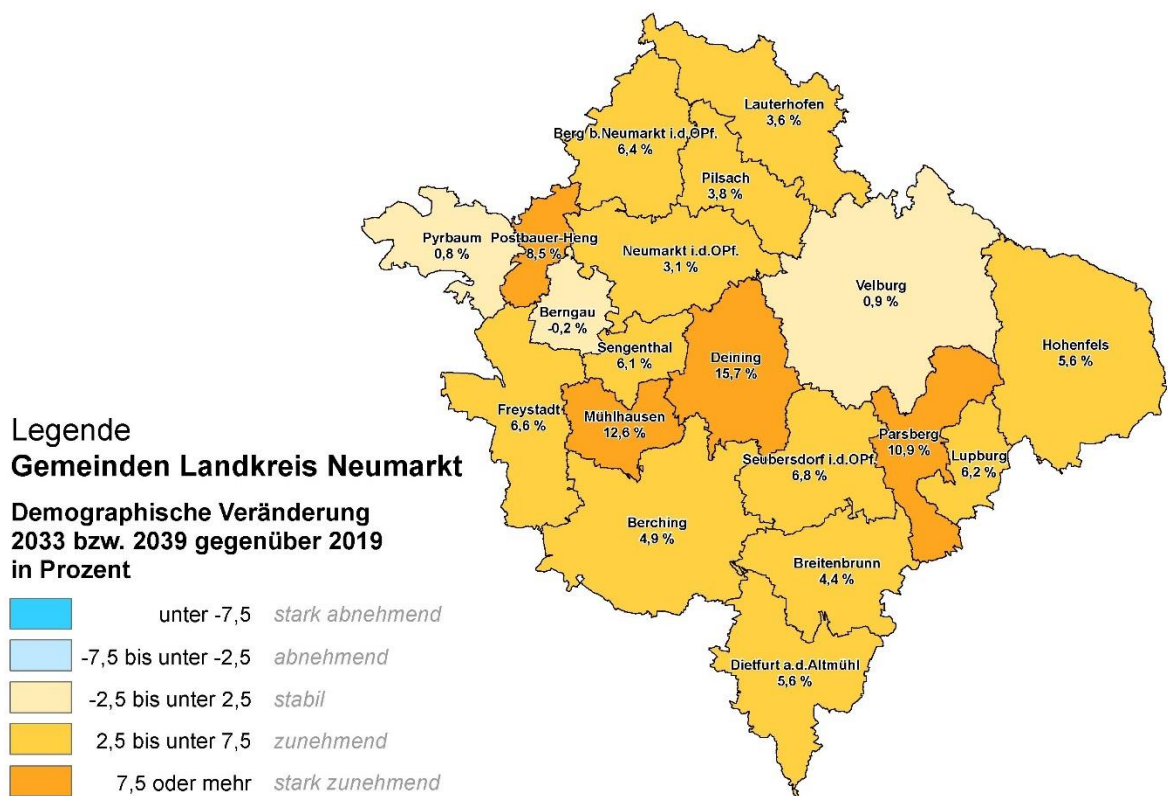 Lauterhofen
3,6 %
Berg b.Neumarkt i.d.OPf.
6,4 %
Pilsach
3,8 %
Pyrbaum
0,8 %
Postbauer-Heng
8,5 %
Neumarkt i.d.OPf.
3,1 %
Velburg
0,9 %
Berngau
-0,2 %
Sengenthal
6,1 %
Deining
15,7 %
Hohenfels
5,6 %
Freystadt
6,6 %
Mühlhausen
12,6 %
Parsberg
10,9 %
Lupburg
6,2 %
Seubersdorf i.d.OPf.
6,8 %
Berching
4,9 %
Breitenbrunn
4,4 %
Dietfurt a.d.Altmühl
5,6 %
Legende
Gemeinden Landkreis Neumarkt
Demographische Veränderung
2033 bzw. 2039 gegenüber 2019
in Prozent
unter -7,5 stark abnehmend
-7,5 bis unter -2,5 abnehmend
-2,5 bis unter 2,5 stabil
2,5 bis unter 7,5 zunehmend
7,5 oder mehr stark zunehmend